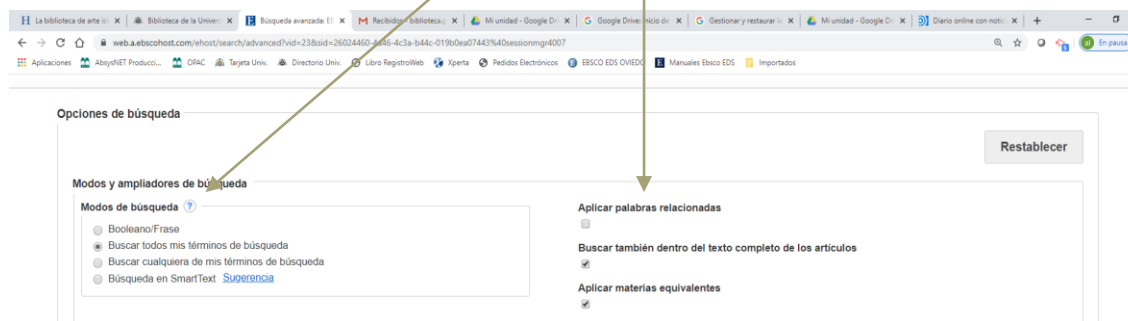 La biblioteca de arte Biblioteca de la Univers Búsqueda avanzada: EB Recibidos - biblioteca Mi unidad - Google Dri Google Drive: inicio de Gestionar y restaurar Mi unidad - Google Dri Diario online con notic
web.a.ebscohost.com/ehost/search/advanced?vid=23&sid=26024460-4a46-4c3a-b44c-019b0ea07443%40sessionmgr4007 En pausa
Aplicaciones AbsysNET Producci... OPAC Tarjeta Univ. Directorio Univ. Libro RegistroWeb Xperta Pedidos Electrónicos EBSCO EDS OVIEDO Manuales Ebsco EDS Importados
Opciones de búsqueda
Restablecer
Modos y ampliadores de búsqueda
Modos de búsqueda ?
Booleano/Frase
Buscar todos mis términos de búsqueda
Buscar cualquiera de mis términos de búsqueda
Búsqueda en SmartText Sugerencia
Aplicar palabras relacionadas
Buscar también dentro del texto completo de los artículos
Aplicar materias equivalentes